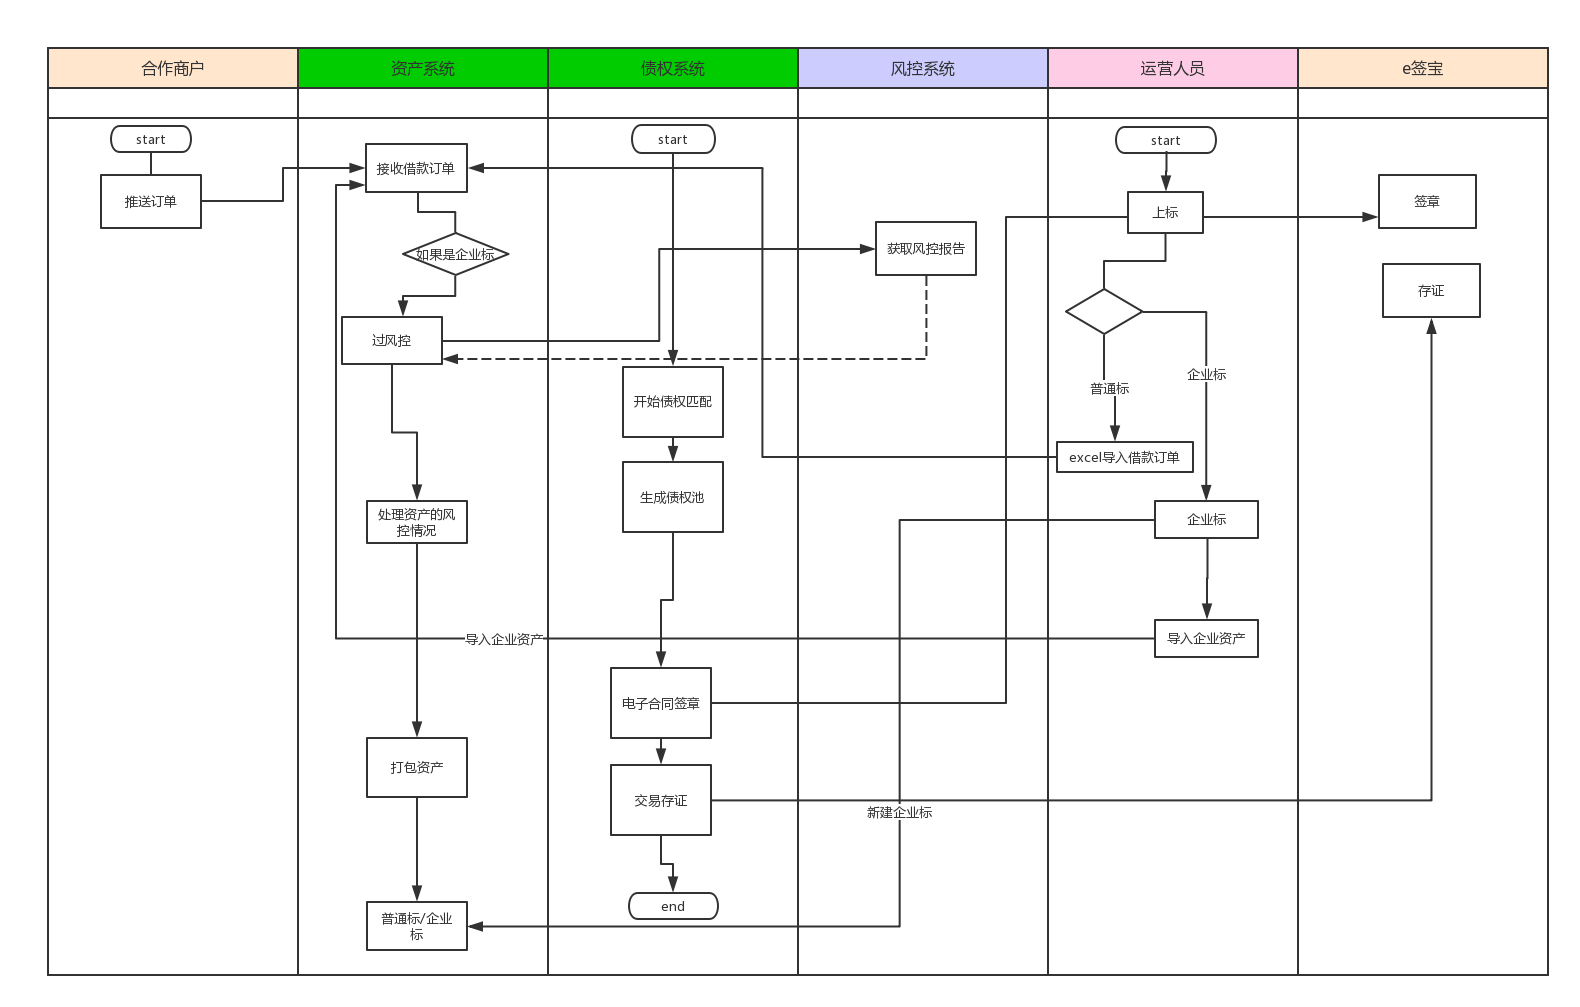 合作商户
资产系统
债权系统
风控系统
运营人员
e签宝
start
推送订单
接收借款订单
如果是企业标
过风控
处理资产的风
控情况
打包资产
普通标/企业
标
start
开始债权匹配
生成债权池
导入企业资产
电子合同签章
交易存证
end
获取风控报告
新建企业标
start
上标
普通标
企业标
excel导入借款订单
企业标
导入企业资产
签章
存证